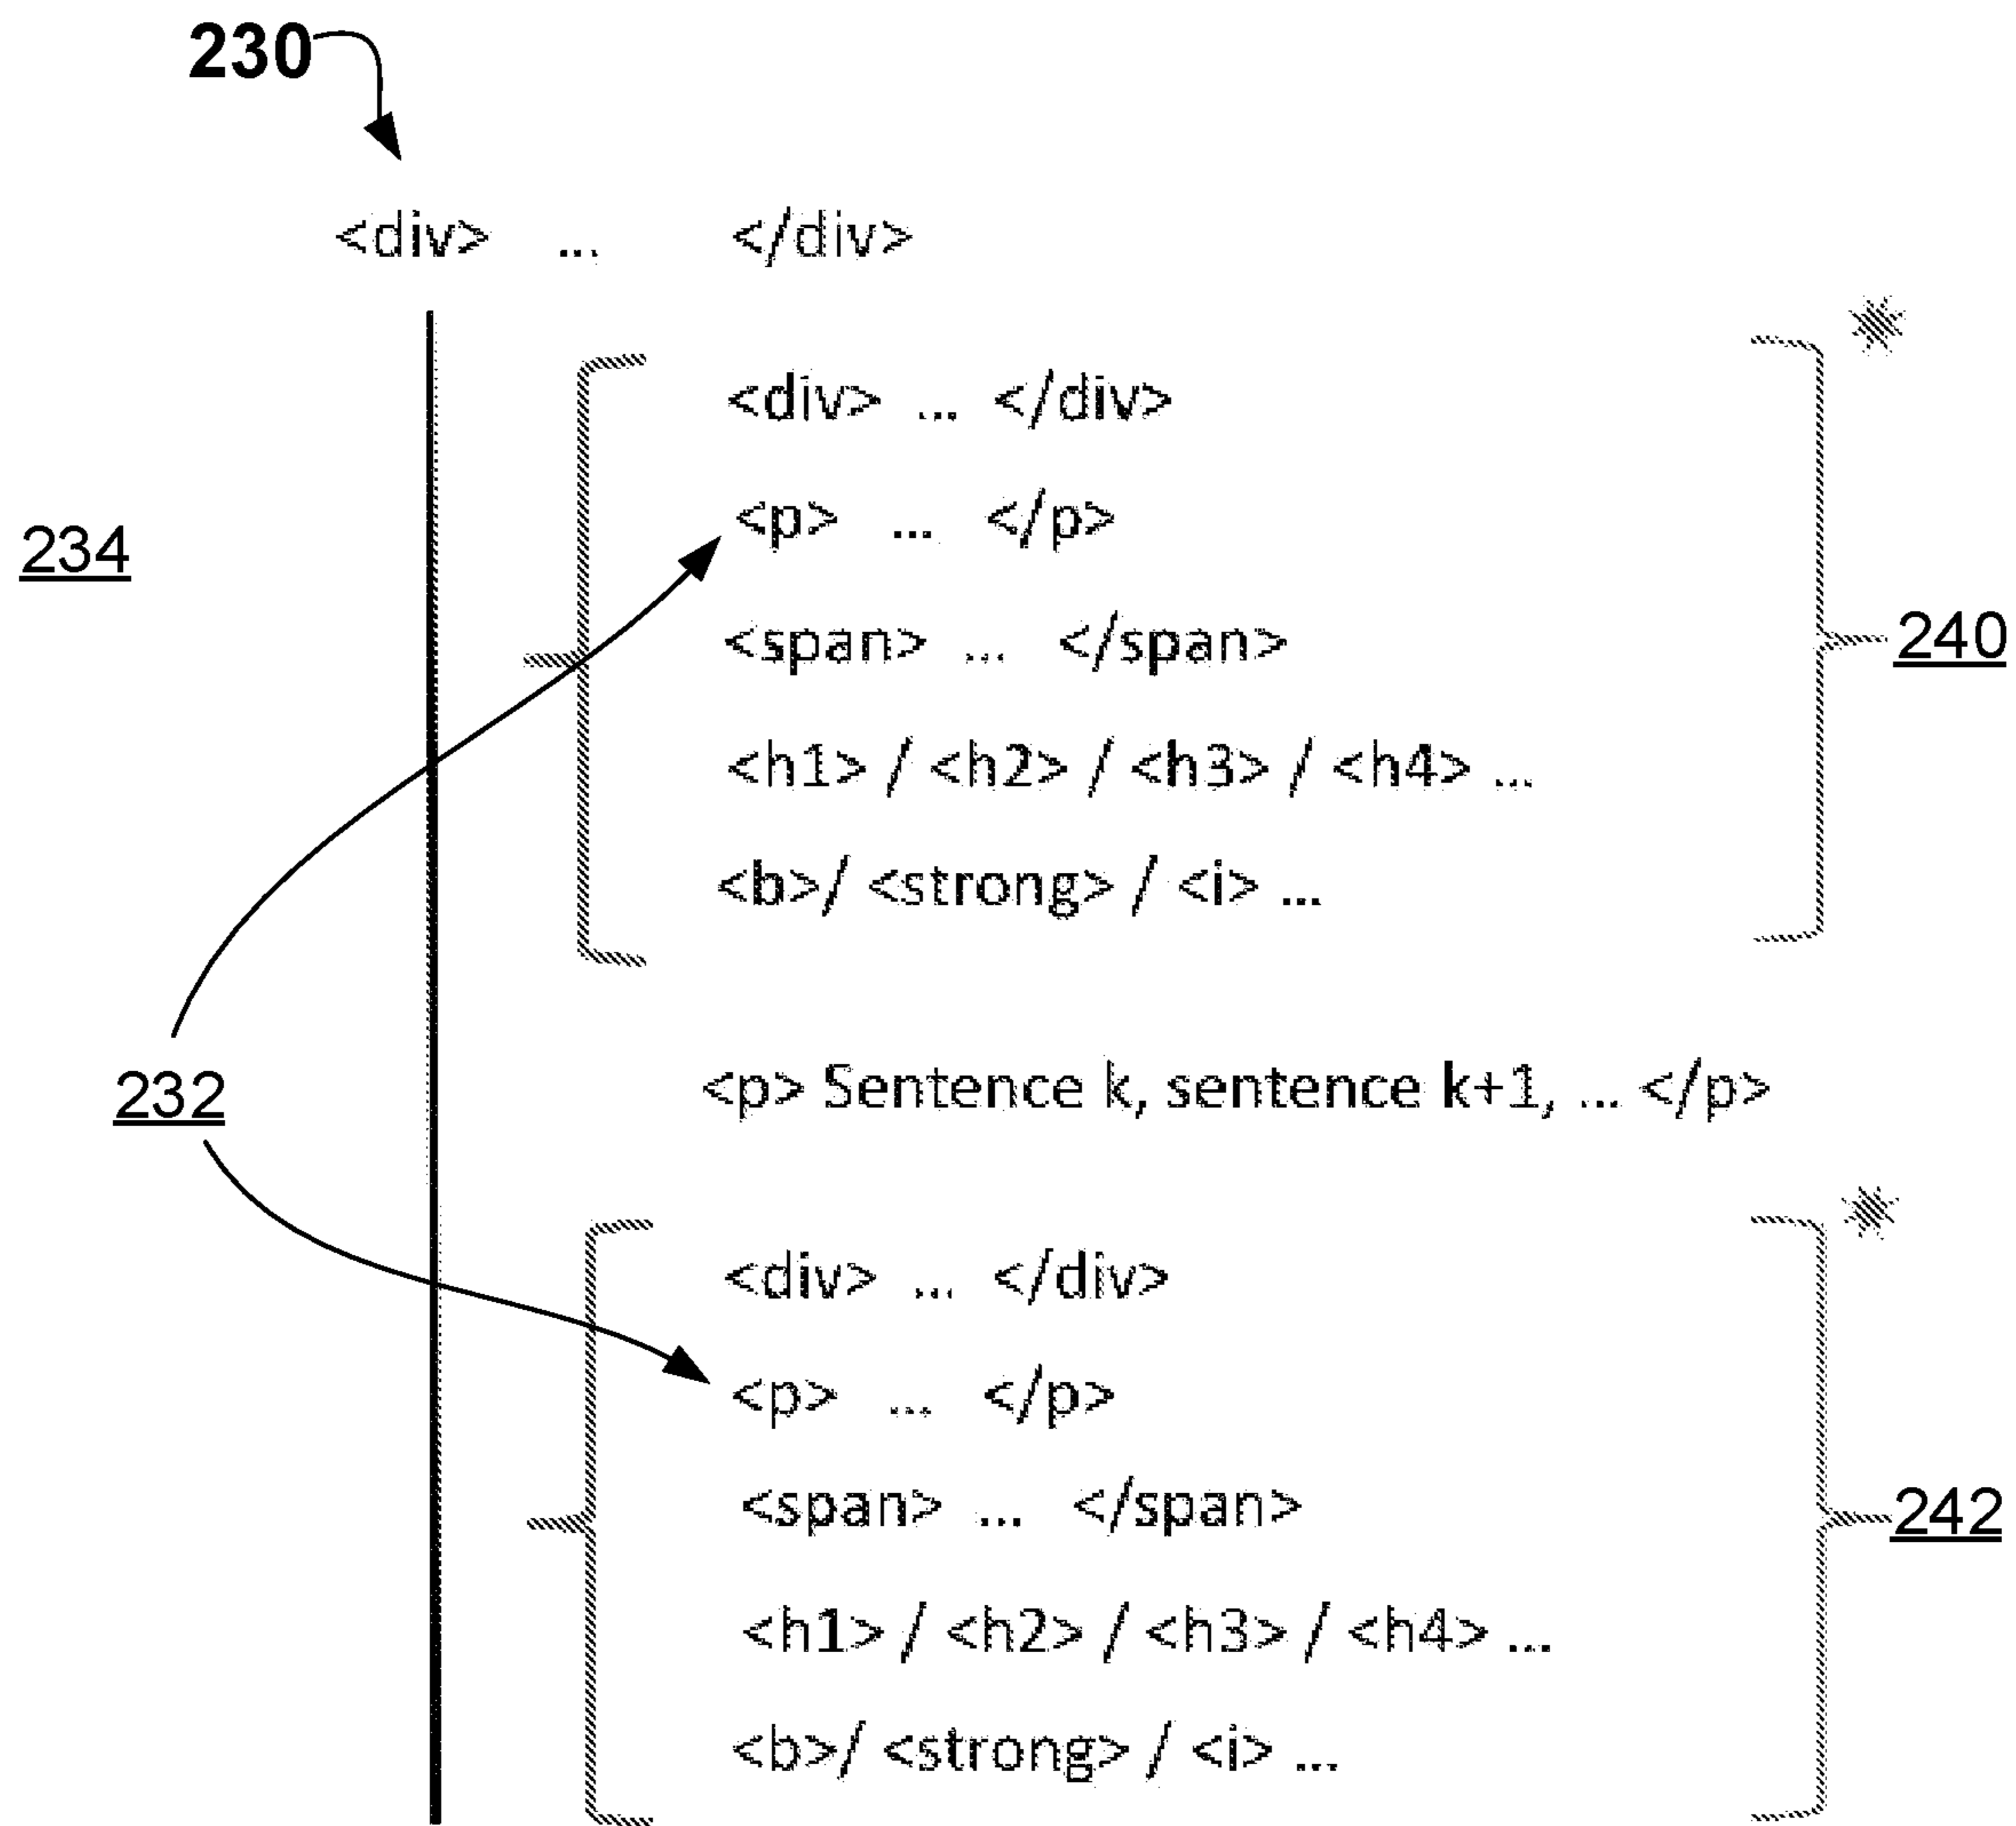 230
<div> ... </div>
<div> ... </div>
<p> ... </p>
234
<span> ... </span>
240
<h1> / <h2> / <h3> / <h4> ...
<b>/ <strong> / <i> ...
<p> Sentence k, sentence k+1, ... </p>
232
<div> ... </div>
<p> ... </p>
<span> ... </span>
242
<h1> / <h2> / <h3> / <h4> ...
<b>/ <strong> / <i> ...